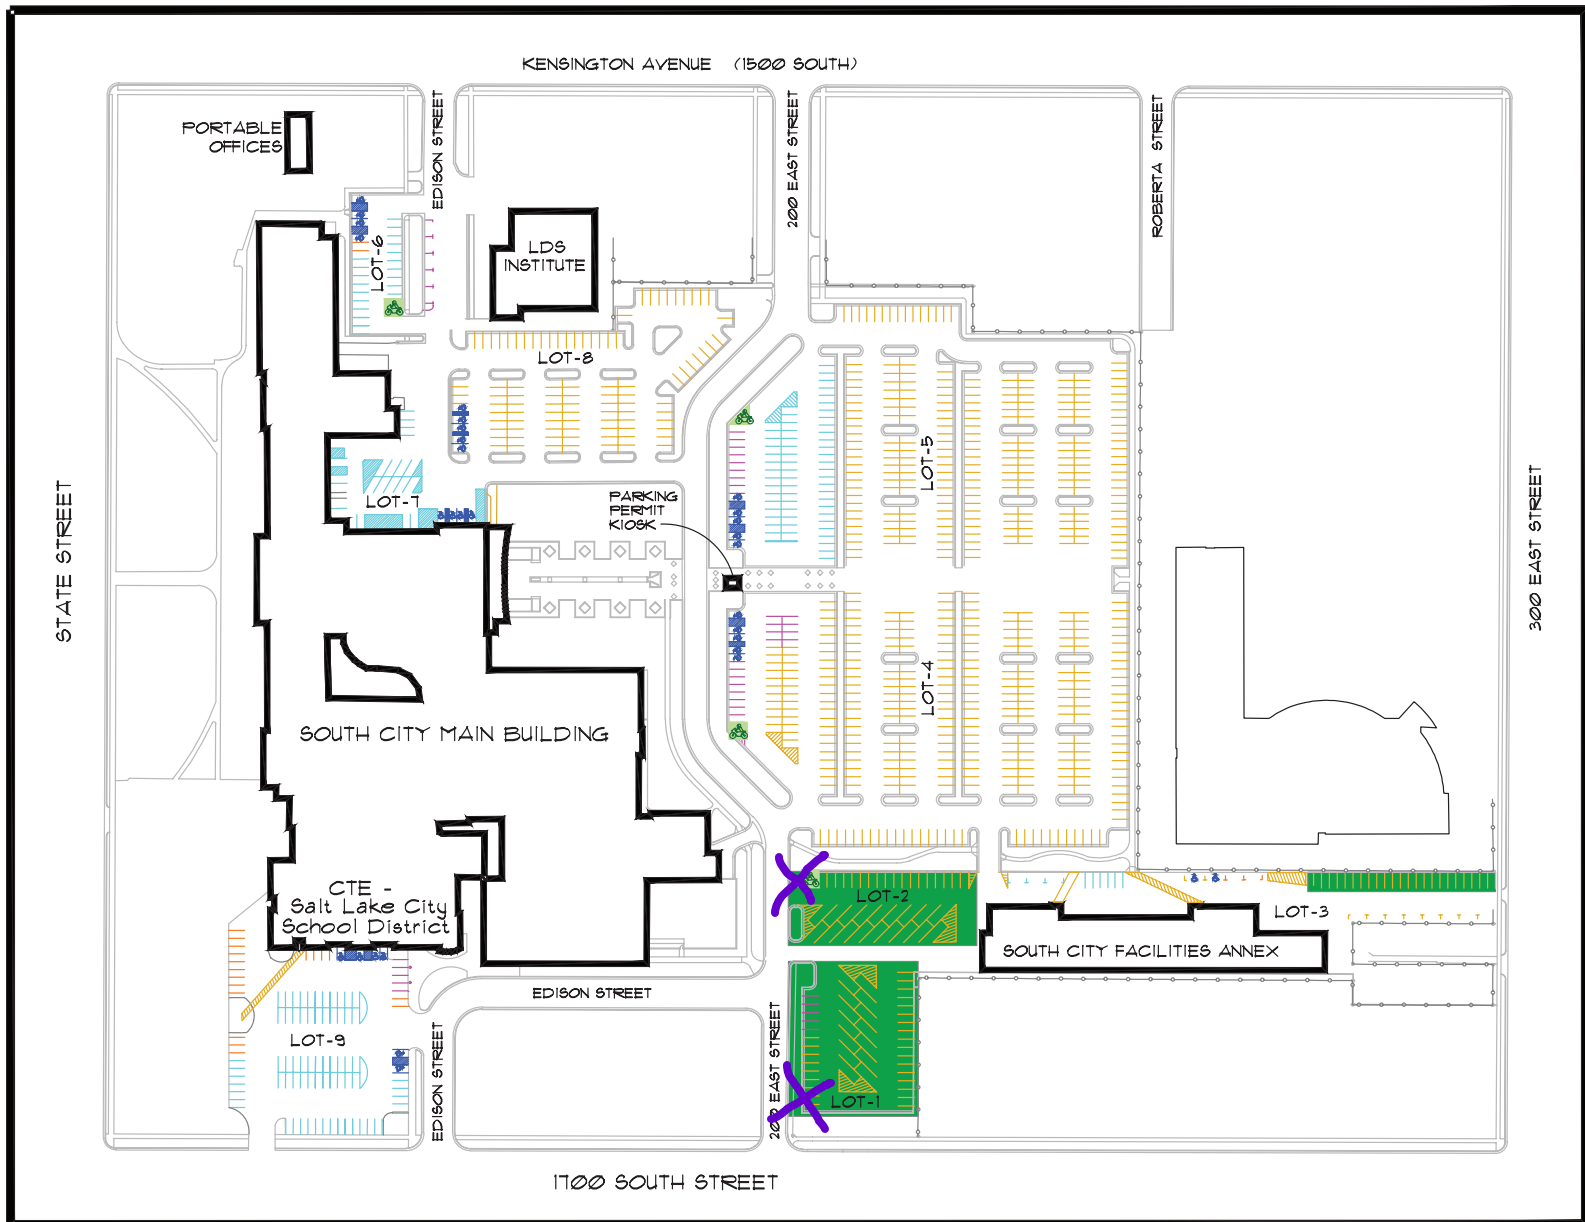 KENSINGTON AVENUE (1500 SOUTH)
EDISON STREET
200 EAST STREET
ROBERTA STREET
PORTABLE
OFFICES
LOT-6
LDS
INSTITUTE
LOT-8
LOT-5
LOT-7
PARKING
PERMIT
KIOSK
STATE STREET
300 EAST STREET
LOT-4
SOUTH CITY MAIN BUILDING
CTE -
Salt Lake City
School District
LOT-2
LOT-3
SOUTH CITY FACILITIES ANNEX
EDISON STREET
LOT-9
EDISON STREET
200 EAST STREET
LOT-1
1700 SOUTH STREET